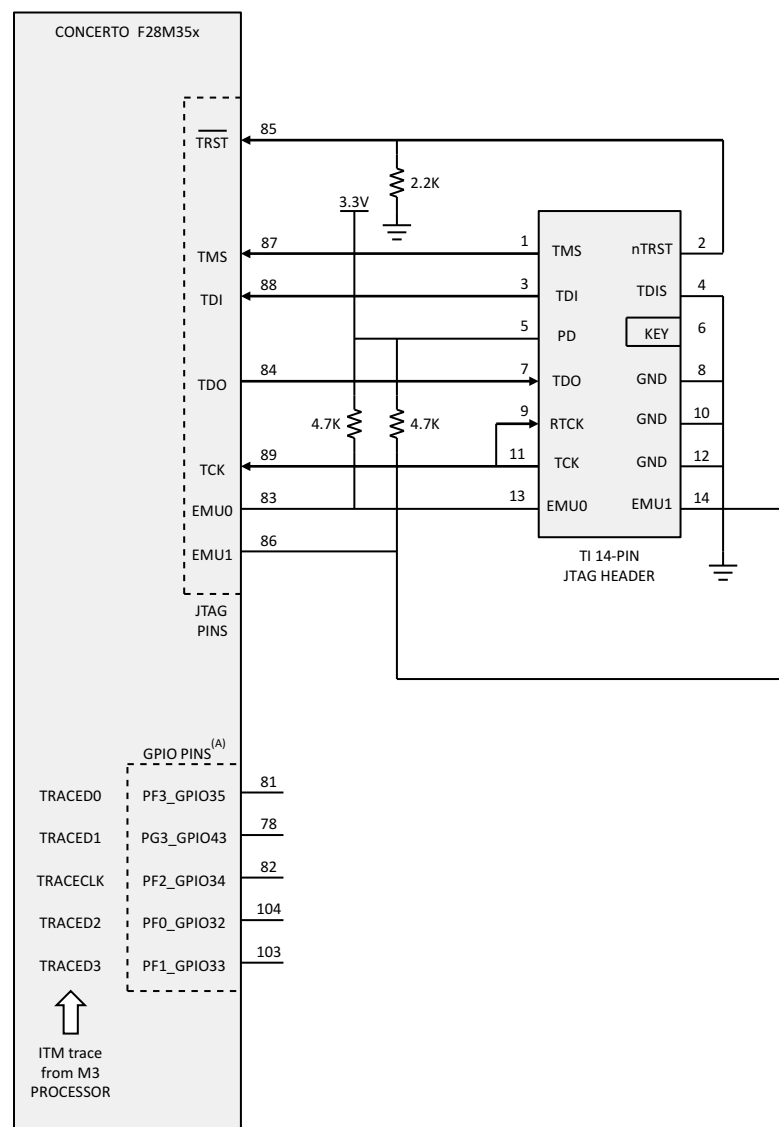 CONCERTO F28M35x
85
TRST
2.2K
3.3V
87
1
TMS
TMS
nTRST
2
88
3
TDI
TDI
TDIS
4
5
PD
KEY
6
84
7
TDO
TDO
GND
8
4.7K
4.7K
9
RTCK
GND
10
89
11
TCK
TCK
GND
12
83
13
EMU0
EMU0
EMU1
14
86
EMU1
TI 14-PIN
JTAG HEADER
JTAG
PINS
GPIO PINS(A)
TRACED0
PF3_GPIO35
81
TRACED1
PG3_GPIO43
78
TRACECLK
PF2_GPIO34
82
TRACED2
PF0_GPIO32
104
TRACED3
PF1_GPIO33
103
ITM trace
from M3
PROCESSOR